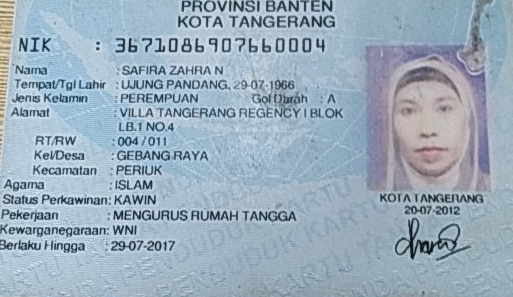 PROVINSI BANTEN
KOTA TANGERANG
NIK : 3671086907660004
Nama : SAFIRA ZAHRA N
Tempat/Tgl Lahir : UJUNG PANDANG, 29-07-1966
Jenis Kelamin : PEREMPUAN Gol Darah : A
Alamat : VILLA TANGERANG REGENCY I BLOK
LB.1 NO.4
RT/RW : 004 / 011
Kel/Desa : GEBANG RAYA
Kecamatan : PERIUK
Agama : ISLAM
Status Perkawinan: KAWIN
Pekerjaan : MENGURUS RUMAH TANGGA
Kewarganegaraan: WNI
Berlaku Hingga : 29-07-2017
KOTA TANGERANG
20-07-2012